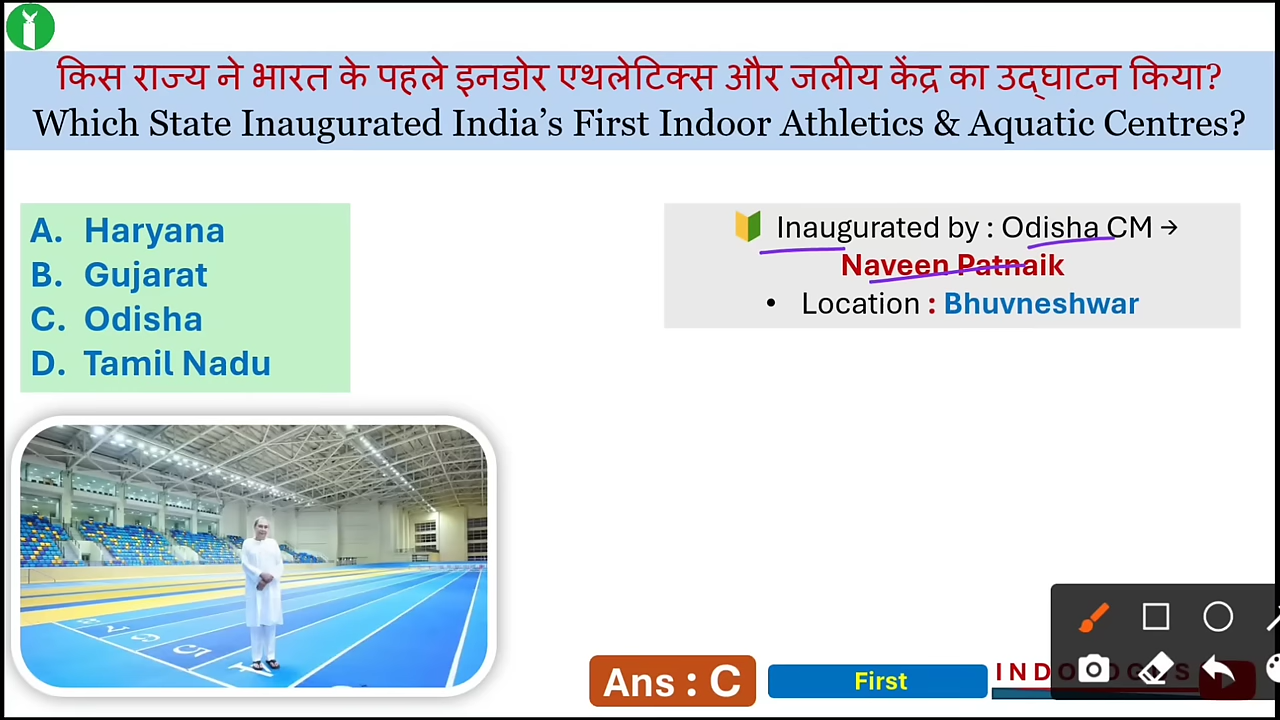 किस राज्य ने भारत के पहले इनडोर एथलेटिक्स और जलीय केंद्र का उद्घाटन किया?
Which State Inaugurated India’s First Indoor Athletics & Aquatic Centres?
A. Haryana
B. Gujarat
C. Odisha
D. Tamil Nadu
Inaugurated by : Odisha CM →
Naveen Patnaik
• Location : Bhuvneshwar
Ans : C
First